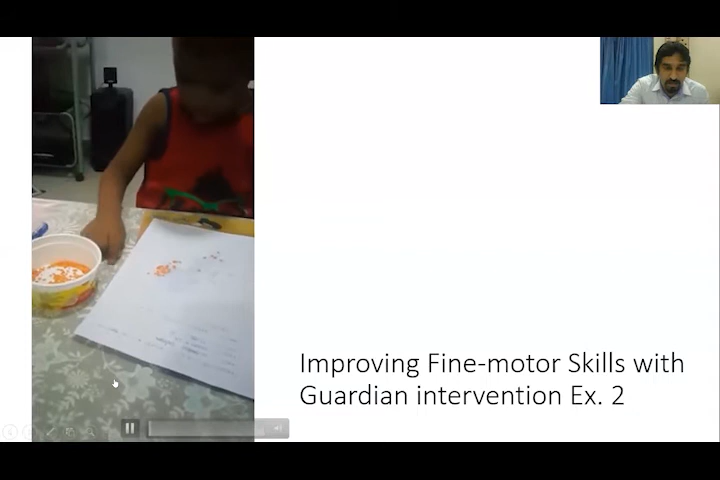 Improving Fine-motor Skills with
Guardian intervention Ex. 2